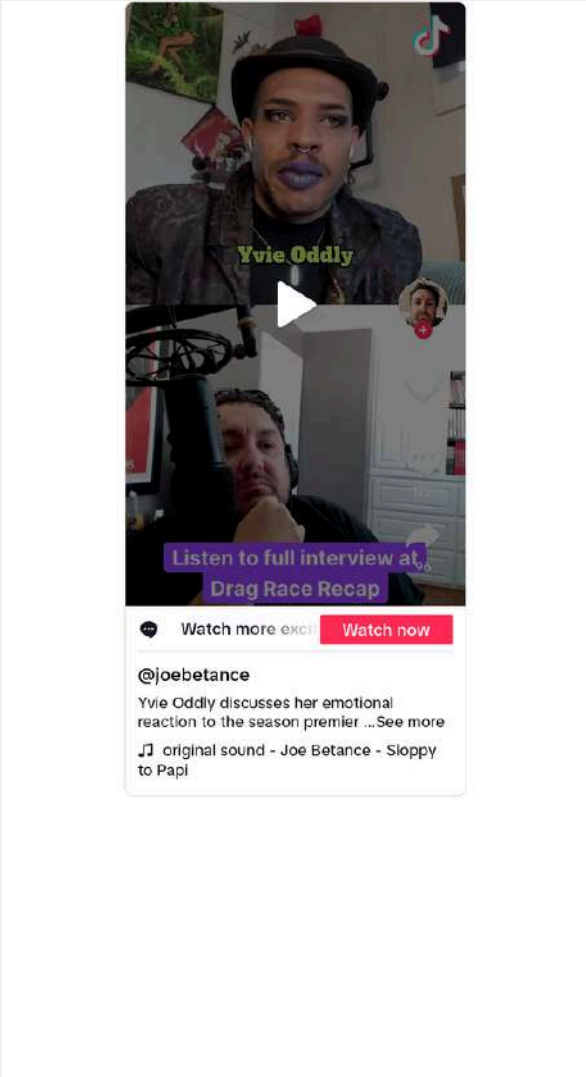 Yvie Oddly
Listen to full interview at
96
Drag Race Recap
Watch more exci
Watch now
@joebetance
Yvie Oddly discusses her emotional
reaction to the season premier ...See more
original sound - Joe Betance - Sloppy
to Papi